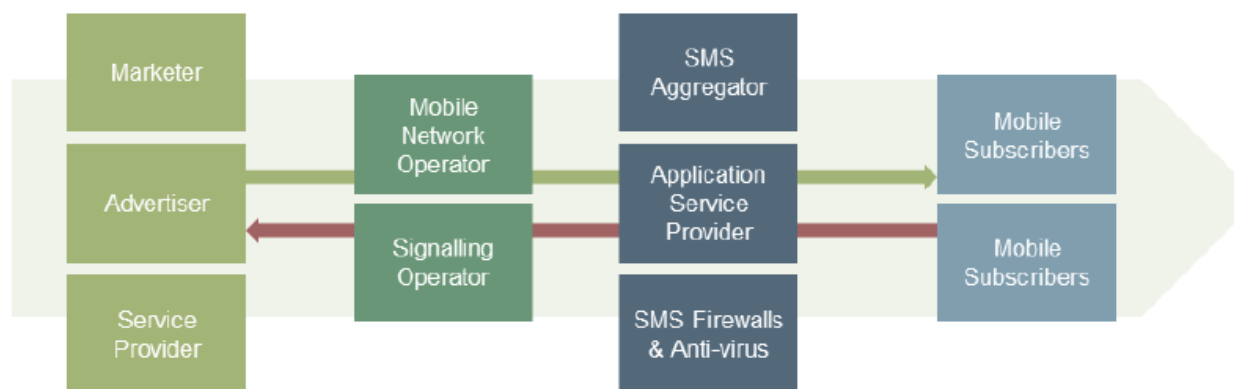 Marketer
Advertiser
Service
Provider
Mobile
Network
Operator
Signalling
Operator
SMS
Aggregator
Application
Service
Provider
SMS Firewalls
& Anti-virus
Mobile
Subscribers
Mobile
Subscribers